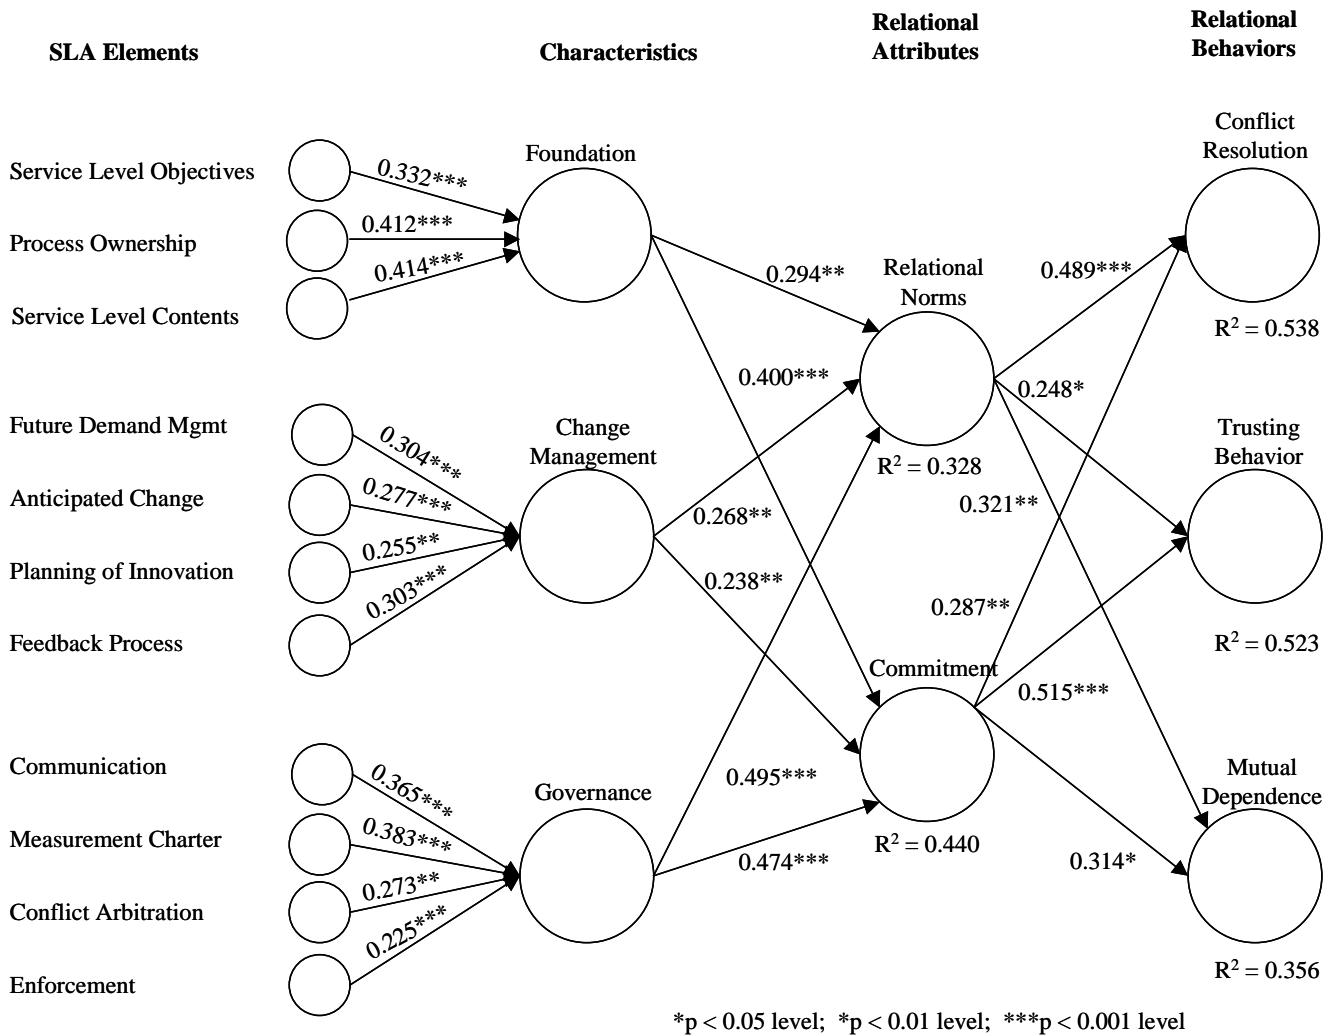 SLA Elements
Characteristics
Relational
Attributes
Relational
Behaviors
Service Level Objectives
Process Ownership
Service Level Contents
0.332***
0.412***
0.414***
Foundation
Future Demand Mgmt
Anticipated Change
Planning of Innovation
Feedback Process
0.304***
0.277***
0.255**
0.303***
Change
Management
Communication
Measurement Charter
Conflict Arbitration
Enforcement
0.365***
0.383***
0.273**
0.225***
Governance
0.294**
0.400***
0.268**
0.238**
0.495***
0.474***
Relational
Norms
R² = 0.328
Commitment
R² = 0.440
0.489***
0.248*
0.321**
0.287**
0.515***
0.314*
Conflict
Resolution
R² = 0.538
Trusting
Behavior
R² = 0.523
Mutual
Dependence
R² = 0.356
*p < 0.05 level; *p < 0.01 level; ***p < 0.001 level